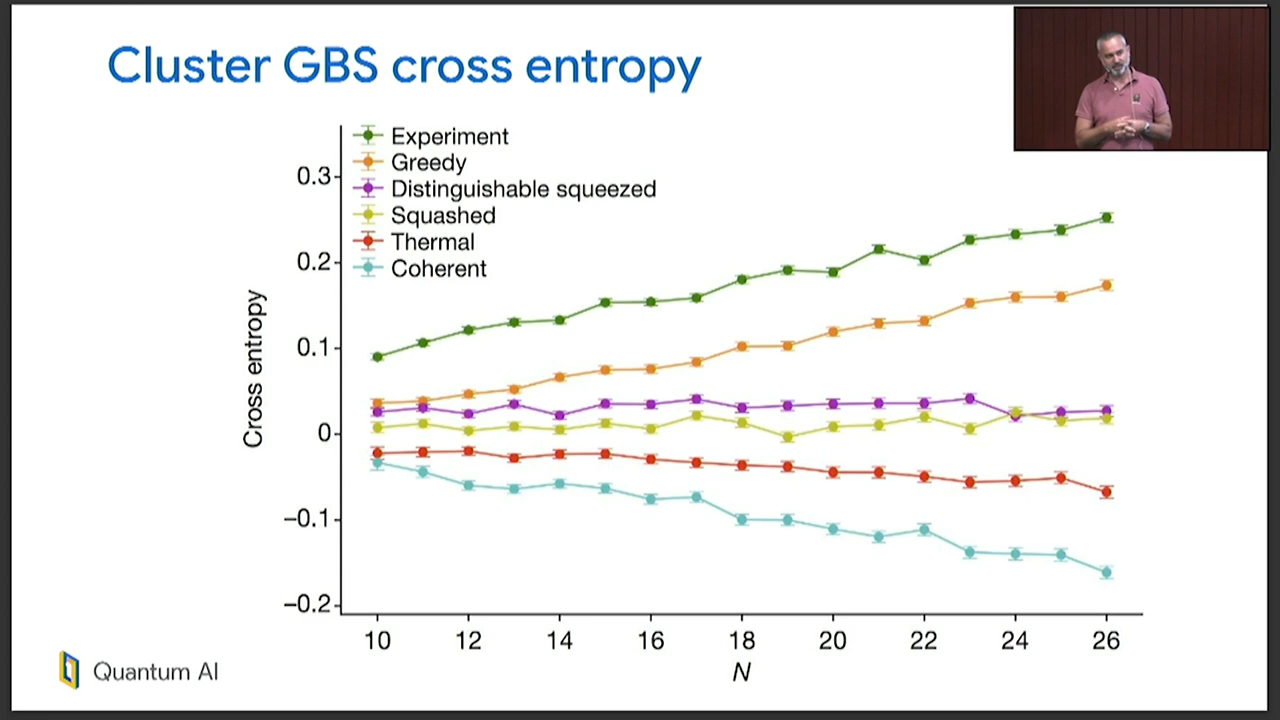 Cluster GBS cross entropy
Experiment
Greedy
Distinguishable squeezed
Squashed
Thermal
Coherent
Cross entropy
0.3
0.2
0.1
0
−0.1
−0.2
10 12 14 16 18 20 22 24 26
N
Quantum AI